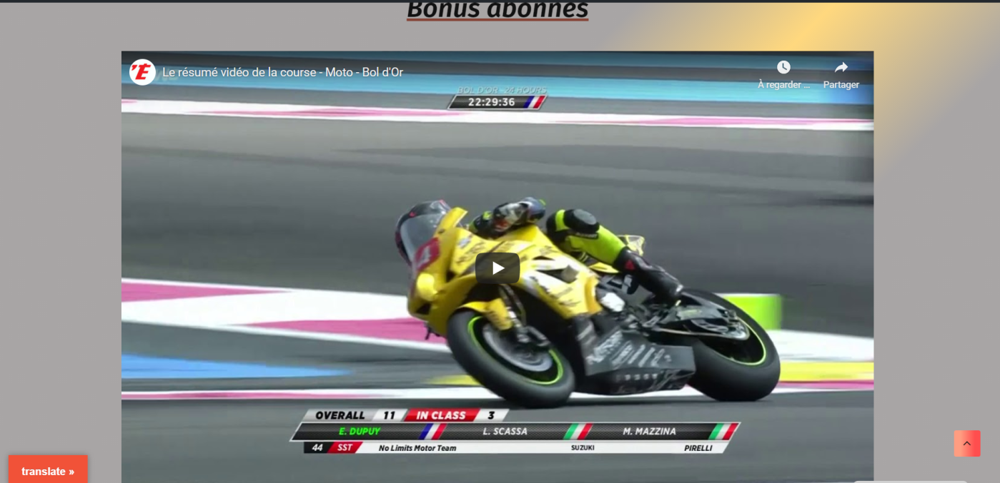 Bonus abonnés
'E
Le résumé vidéo de la course - Moto - Bol d'Or
À regarder ...
Partager
BOL D'OR - 24 HOURS
22:29:36
4
OVERALL 11 IN CLASS 3
E. DUPUY L. SCASSA M. MAZZINA
44 SST No Limits Motor Team SUZUKI PIRELLI
translate »